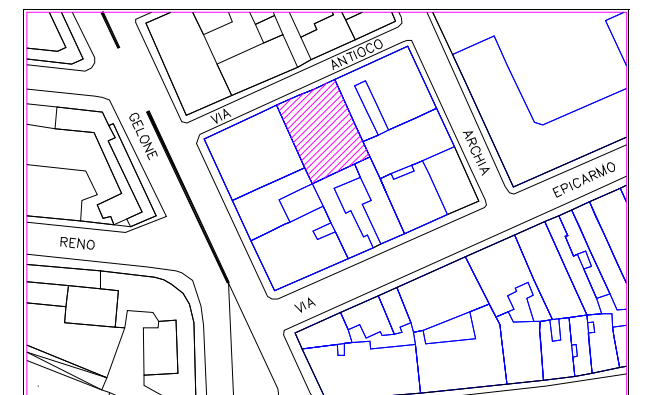 VIA ANTIOCO
GELONE
ARCHIA
VIA EPICARMO
RENO